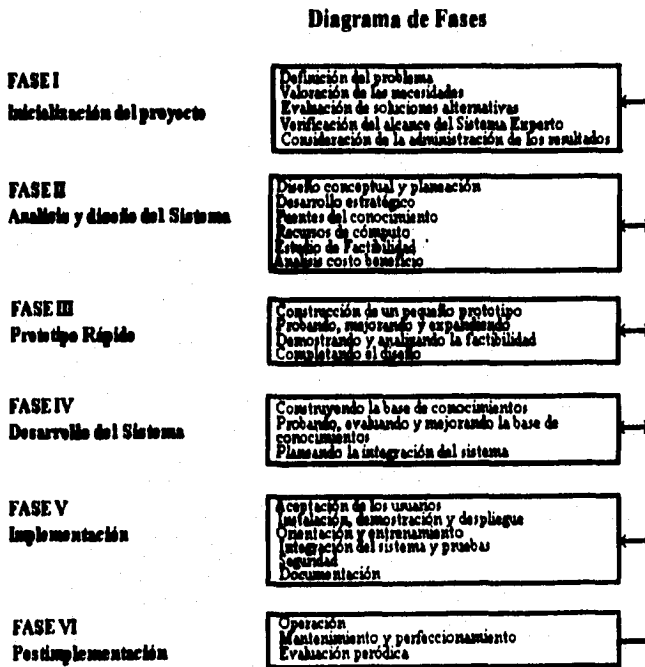 Diagrama de Fases
FASE I
Inicialización del proyecto
Definición del problema
Valoración de las necesidades
Evaluación de soluciones alternativas
Verificación del alcance del Sistema Experto
Consideración de la administración de los resultados
FASE II
Analisis y diseño del Sistema
Diseño conceptual y planeación
Desarrollo estratégico
Fuentes del conocimiento
Recursos de cómputo
Estudio de Factibilidad
Analisis costo beneficio
FASE III
Prototipo Rápido
Construcción de un pequeño prototipo
Probando, mejorando y expandiendo
Demostrando y analizando la factibilidad
Completando el diseño
FASE IV
Desarrollo del Sistema
Construyendo la base de conocimientos
Probando, evaluando y mejorando la base de
conocimientos
Planeando la integración del sistema
FASE V
Implementación
Aceptación de los usuarios
Instalación, demostración y despliegue
Orientación y entrenamiento
Integración del sistema y pruebas
Seguridad
Documentación
FASE VI
Postimplementación
Operación
Mantenimiento y perfeccionamiento
Evaluación peródica